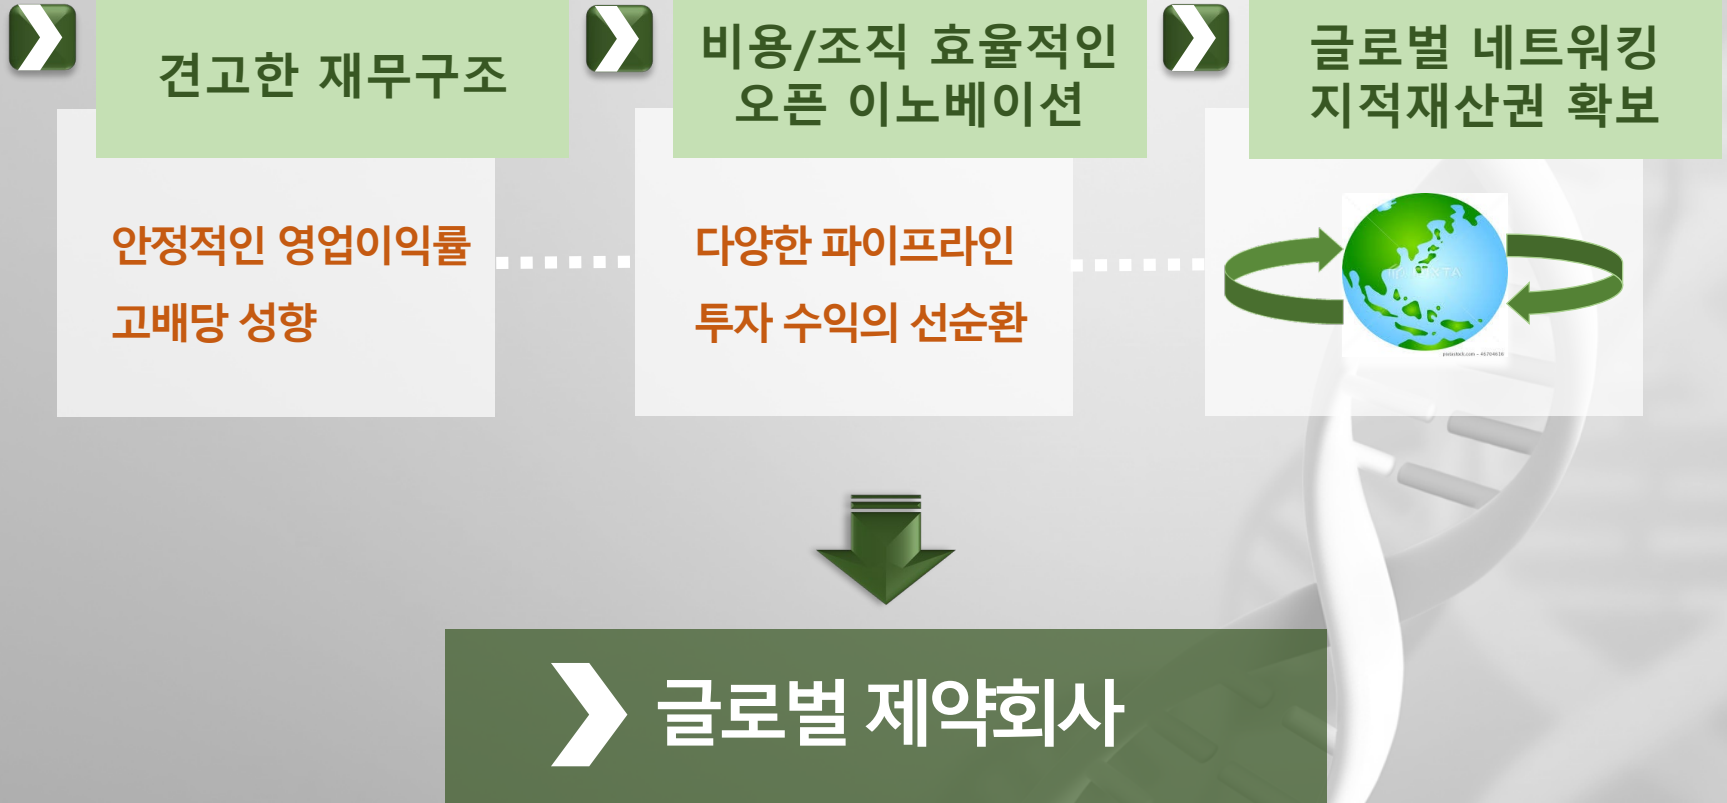 견고한 재무구조
안정적인 영업이익률
고배당 성향
비용/조직 효율적인
오픈 이노베이션
다양한 파이프라인
투자 수익의 선순환
글로벌 네트워킹
지적재산권 확보
글로벌 제약회사